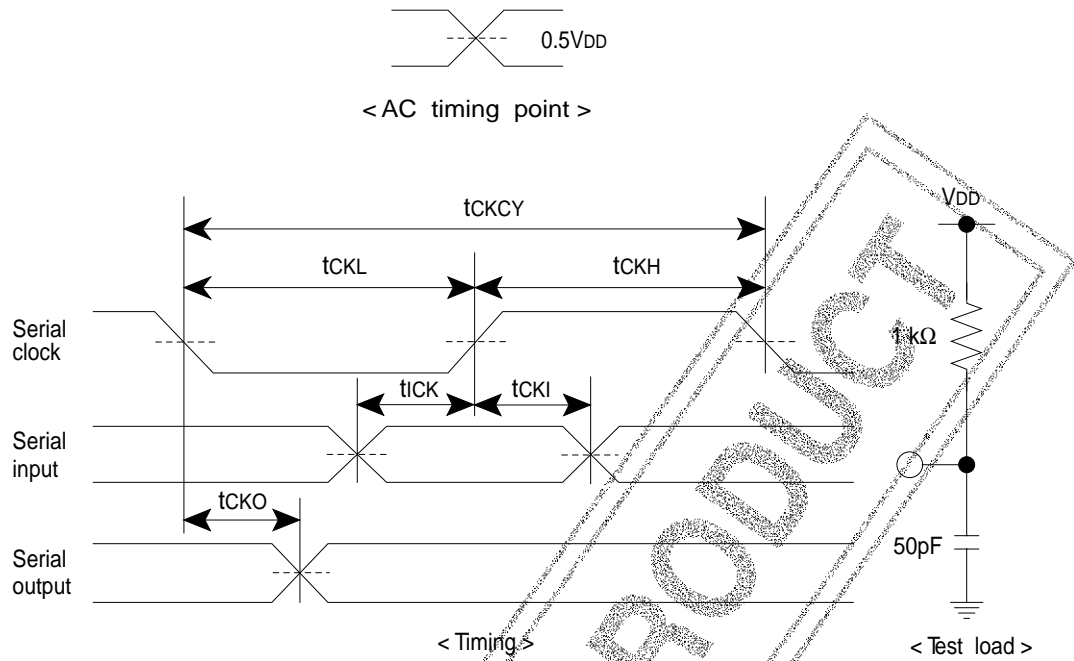 0.5VDD
< AC timing point >
tCKCY
VDD
tCKL
tCKH
Serial
clock
1 kΩ
tICK
tCKI
Serial
input
tCKO
50pF
Serial
output
< Timing >
< Test load >
PRODUCT